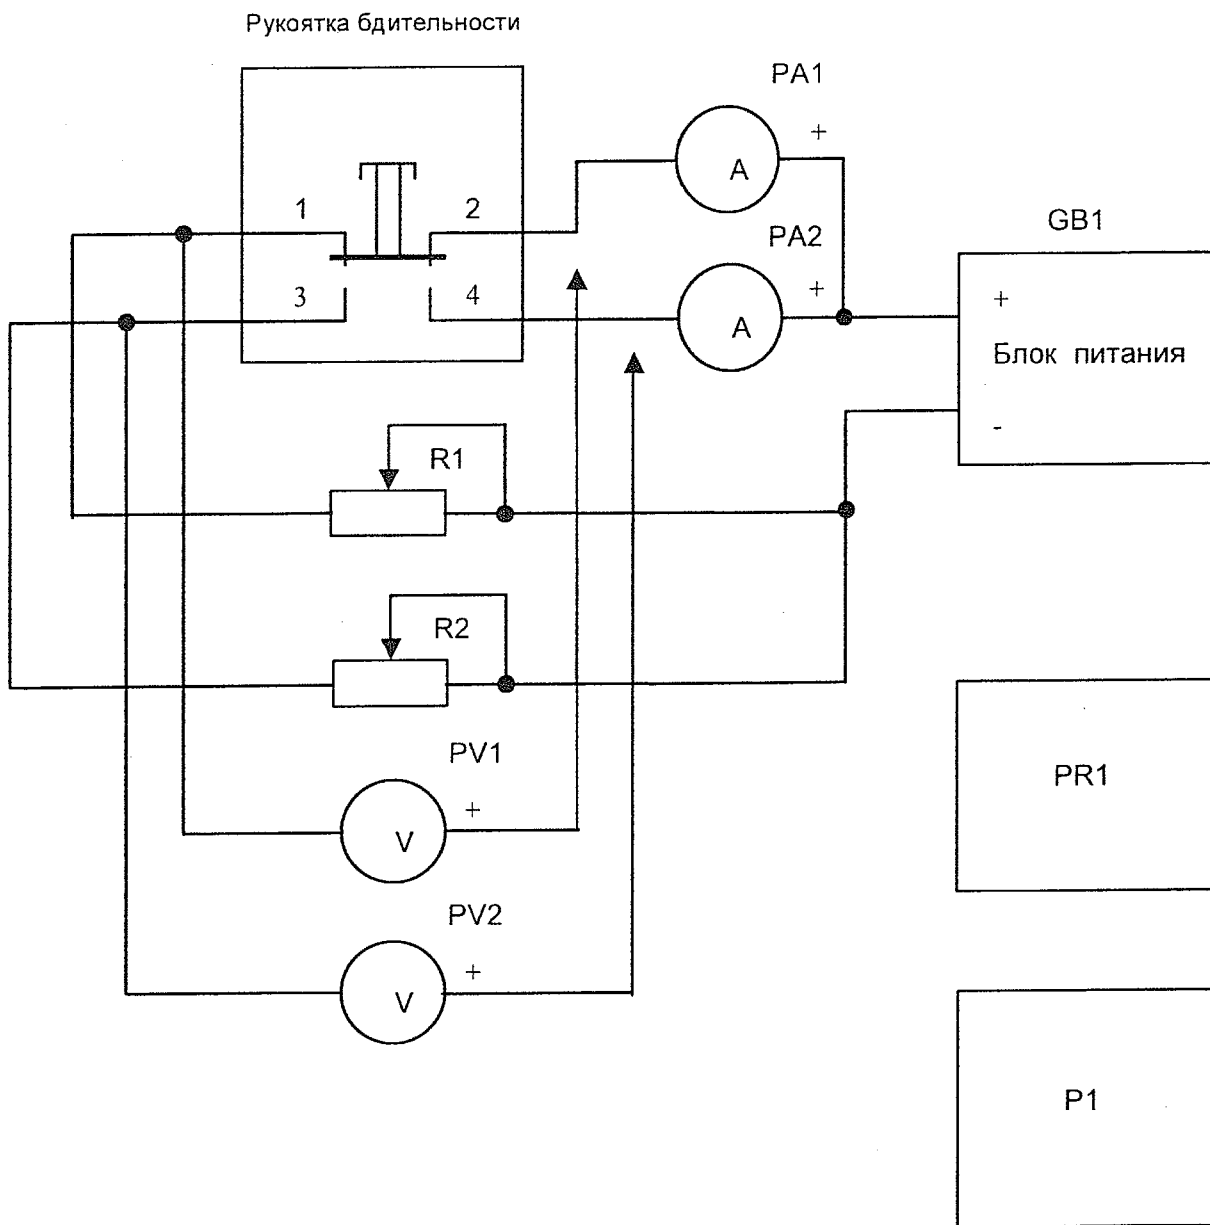 Рукоятка бдительности
PA1
+
A
1
2
PA2
GB1
3
4
+
+
A
Блок питания
-
R1
R2
PV1
PR1
+
V
PV2
+
V
P1